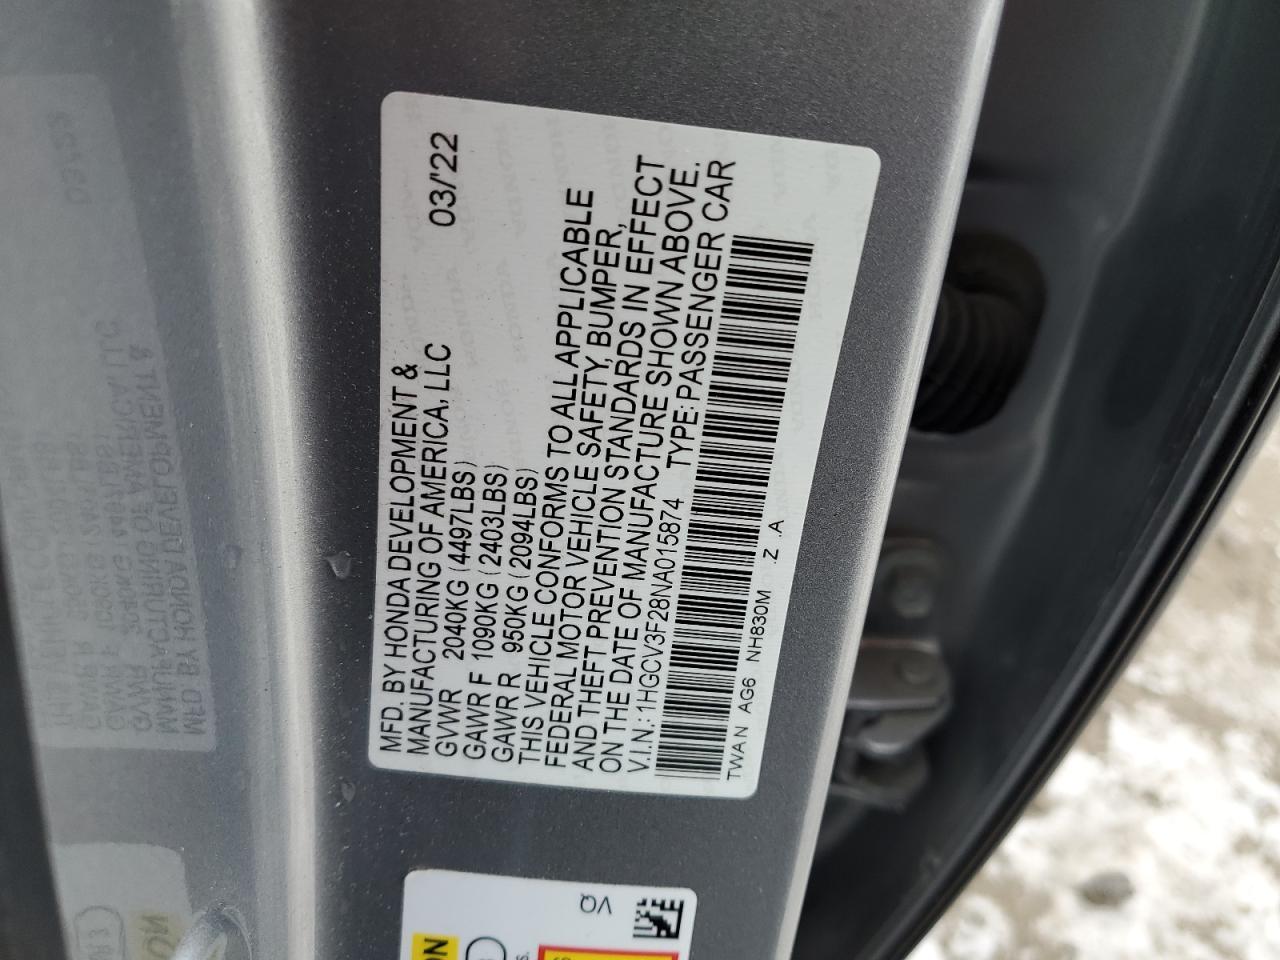 MFD. BY HONDA DEVELOPMENT &
MANUFACTURING OF AMERICA, LLC 03/'22
GVWR 2040KG (4497LBS)
GAWR F 1090KG (2403LBS)
GAWR R 950KG (2094LBS)
THIS VEHICLE CONFORMS TO ALL APPLICABLE
FEDERAL MOTOR VEHICLE SAFETY, BUMPER,
AND THEFT PREVENTION STANDARDS IN EFFECT
ON THE DATE OF MANUFACTURE SHOWN ABOVE.
V.I.N.: 1HGCV3F28NA015874 TYPE: PASSENGER CAR
TWA N AG6 NH830M .Z .A
VQ